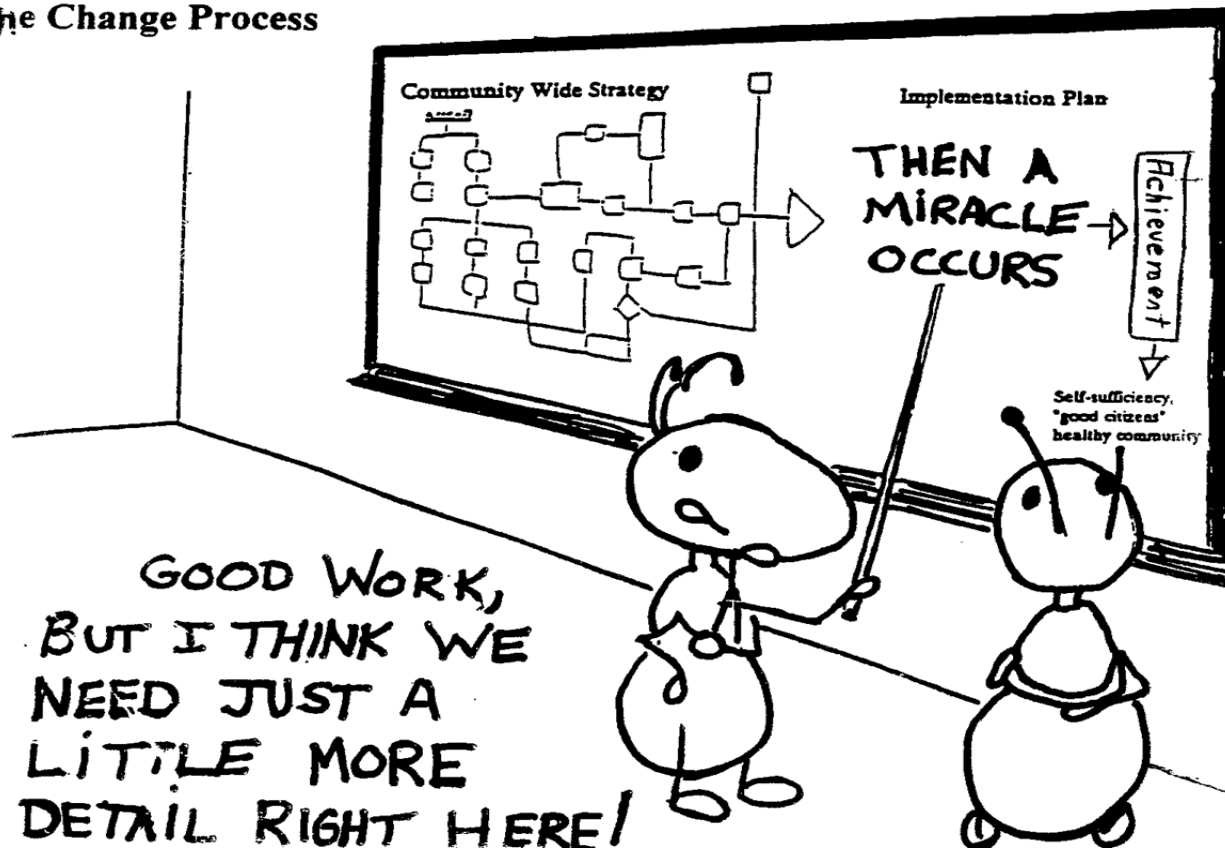 he Change Process
Community Wide Strategy
Implementation Plan
THEN A
MiRACLE
OCCURS
Achievement
Self-sufficiency,
"good citizens"
healthy community
GOOD WORK,
BUT I THINK WE
NEED JUST A
LiTTLE MORE
DETAIL RIGHT HERE!